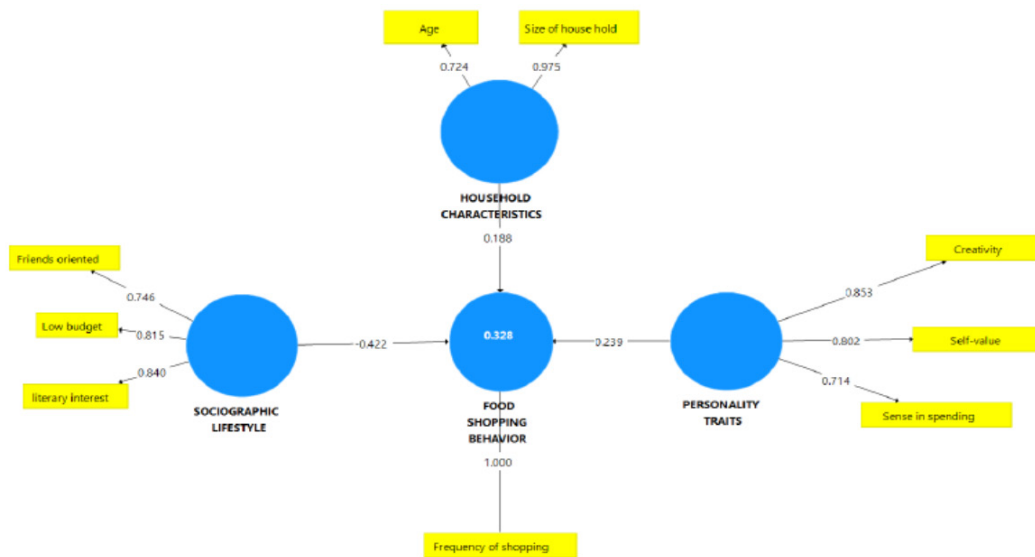 Age
Size of house hold
0.724
0.975
HOUSEHOLD
CHARACTERISTICS
0.188
Friends oriented
Creativity
0.746
0.853
Low budget
0.815
0.328
-0.422
0.239
0.802
Self-value
0.840
0.714
literary interest
SOCIOGRAPHIC
LIFESTYLE
FOOD
SHOPPING
BEHAVIOR
PERSONALITY
TRAITS
Sense in spending
1.000
Frequency of shopping